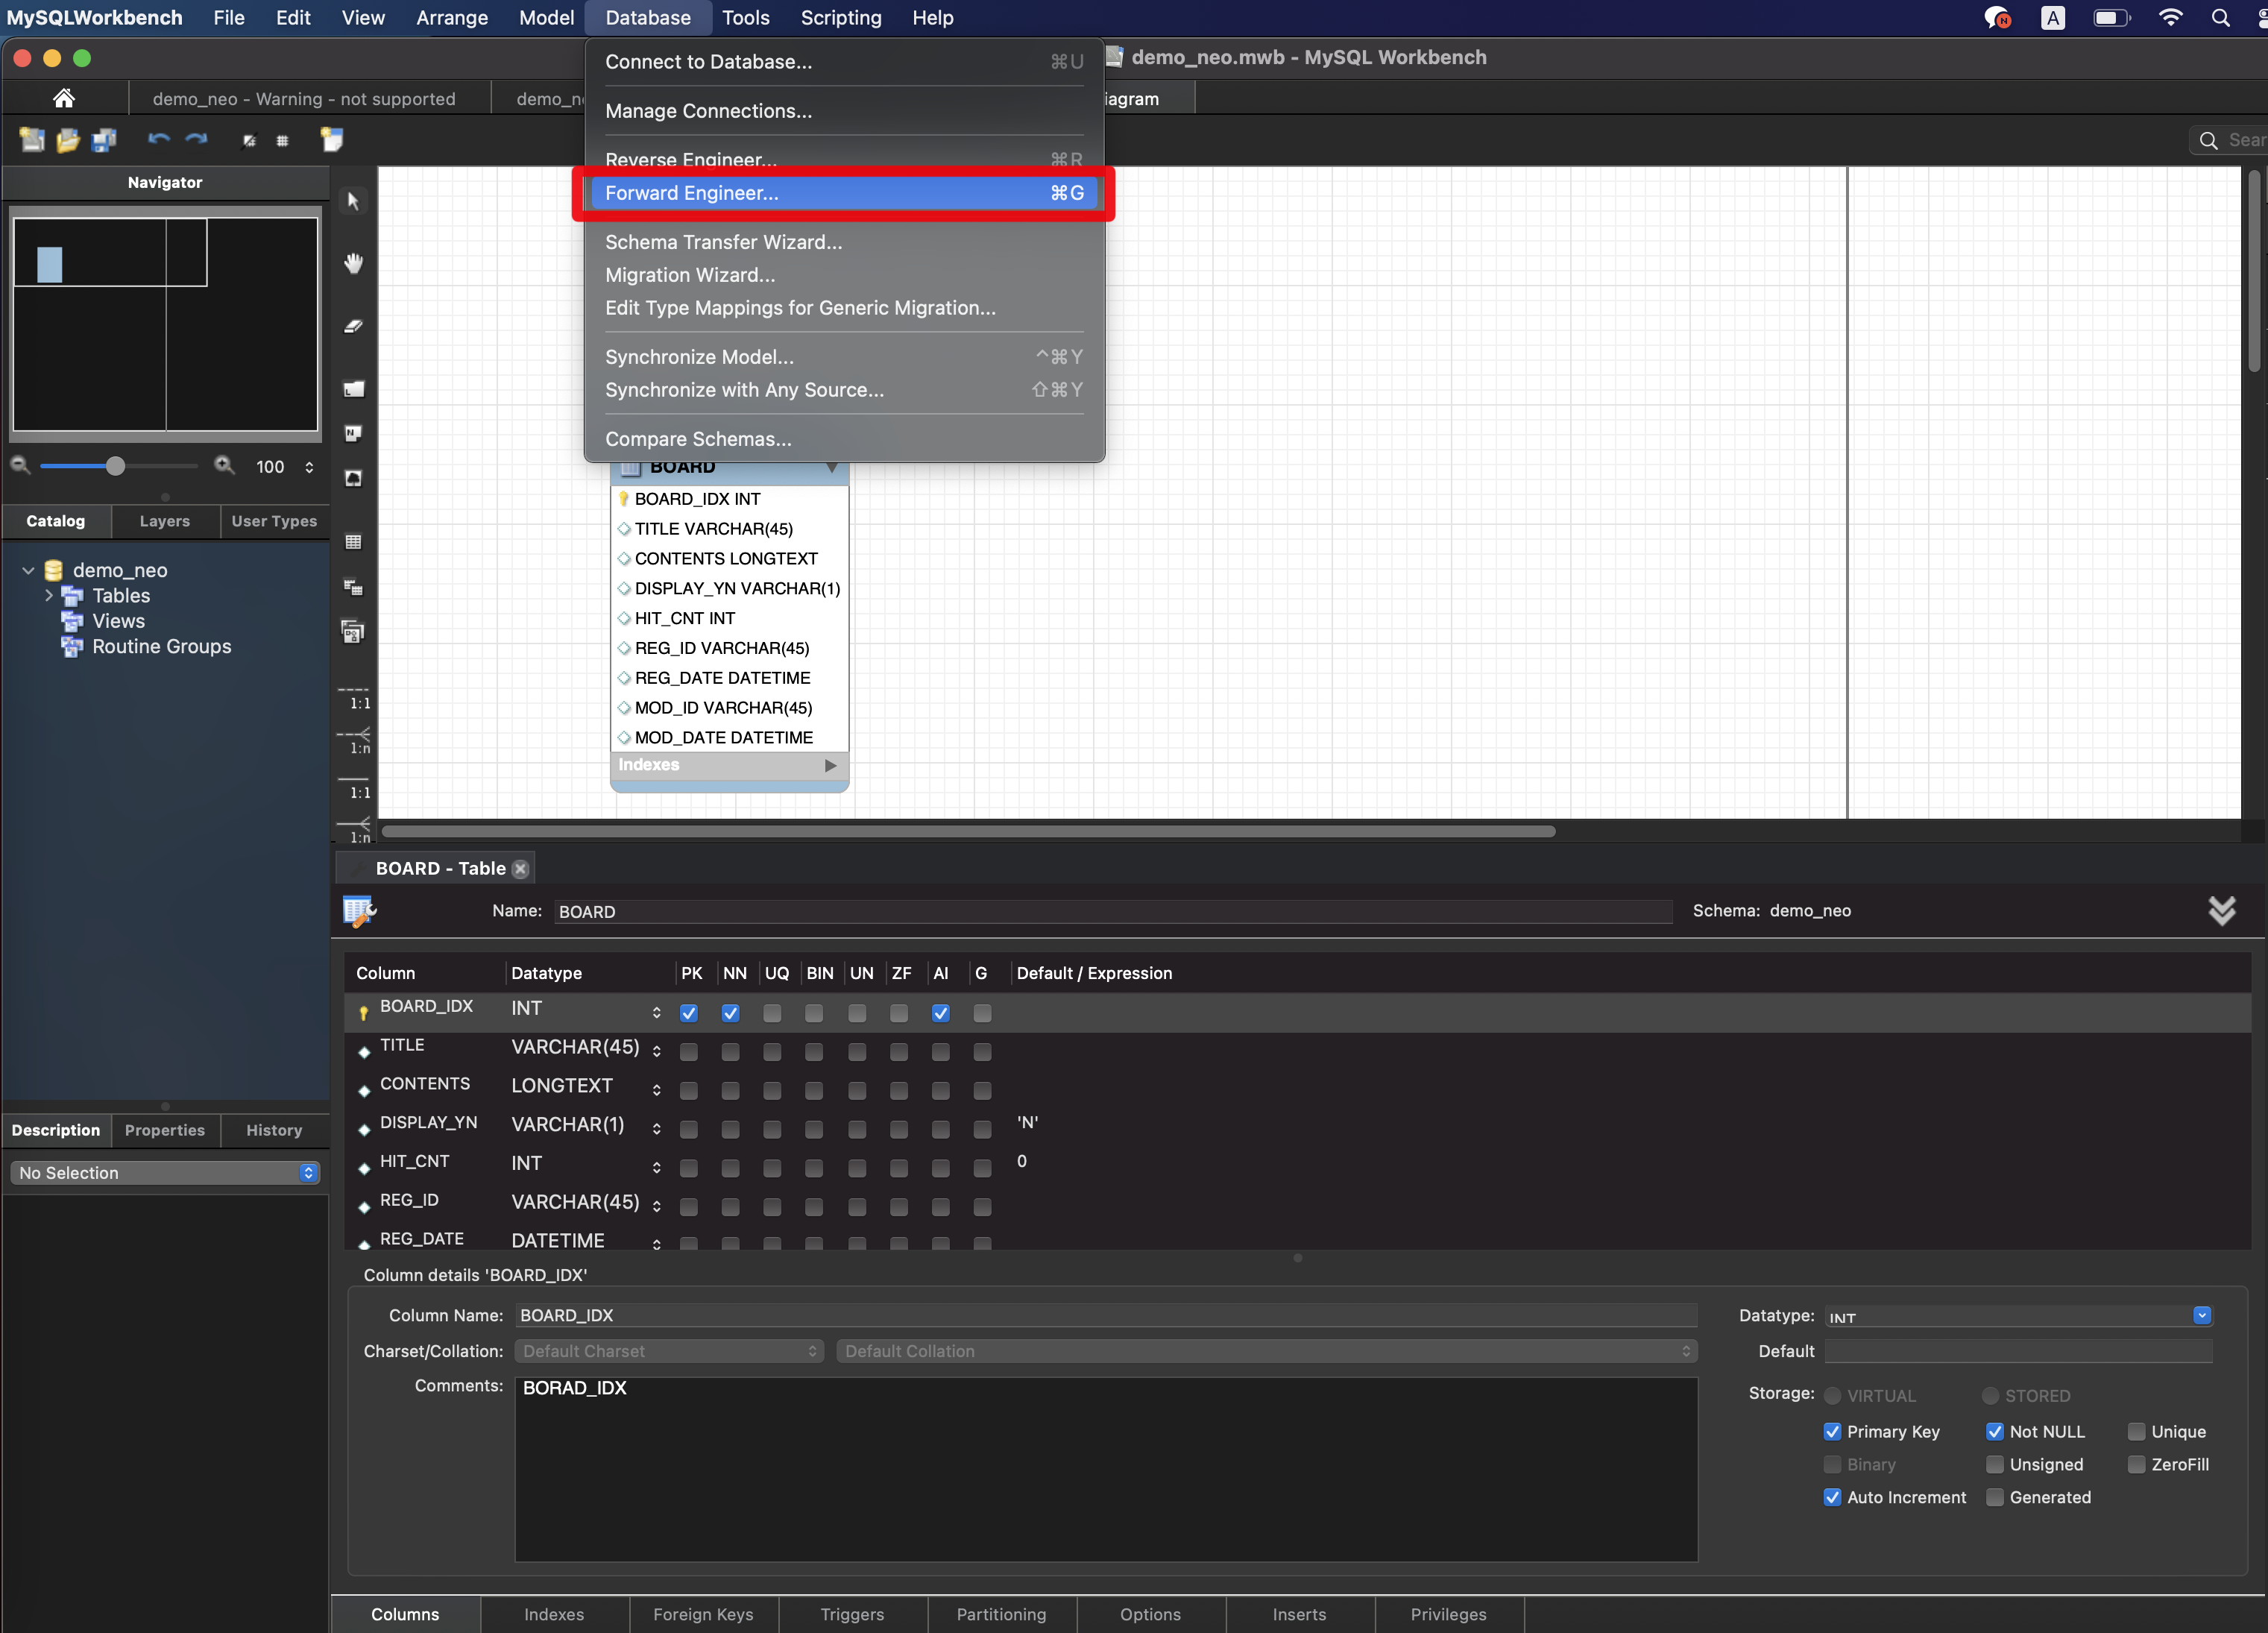 MySQLWorkbench File Edit View Arrange Model Database Tools Scripting Help
N A
demo_neo.mwb - MySQL Workbench
demo_neo - Warning - not supported
Connect to Database... ⌘U
Manage Connections...
Reverse Engineer... ⌘R
Forward Engineer... ⌘G
Schema Transfer Wizard...
Migration Wizard...
Edit Type Mappings for Generic Migration...
Synchronize Model... ^⌘Y
Synchronize with Any Source... ⇧⌘Y
Compare Schemas...
Navigator
100
Catalog Layers User Types
demo_neo
Tables
Views
Routine Groups
1:1
1:n
1:1
1:n
BOARD
BOARD_IDX INT
TITLE VARCHAR(45)
CONTENTS LONGTEXT
DISPLAY_YN VARCHAR(1)
HIT_CNT INT
REG_ID VARCHAR(45)
REG_DATE DATETIME
MOD_ID VARCHAR(45)
MOD_DATE DATETIME
Indexes
Description Properties History
No Selection
BOARD - Table
Name: BOARD Schema: demo_neo
Column Datatype PK NN UQ BIN UN ZF AI G Default / Expression
BOARD_IDX INT
TITLE VARCHAR(45)
CONTENTS LONGTEXT
DISPLAY_YN VARCHAR(1) 'N'
HIT_CNT INT 0
REG_ID VARCHAR(45)
REG_DATE DATETIME
Column details 'BOARD_IDX'
Column Name: BOARD_IDX Datatype: INT
Charset/Collation: Default Charset Default Collation Default
Comments: BORAD_IDX
Storage: VIRTUAL STORED
Primary Key Not NULL Unique
Binary Unsigned ZeroFill
Auto Increment Generated
Columns Indexes Foreign Keys Triggers Partitioning Options Inserts Privileges